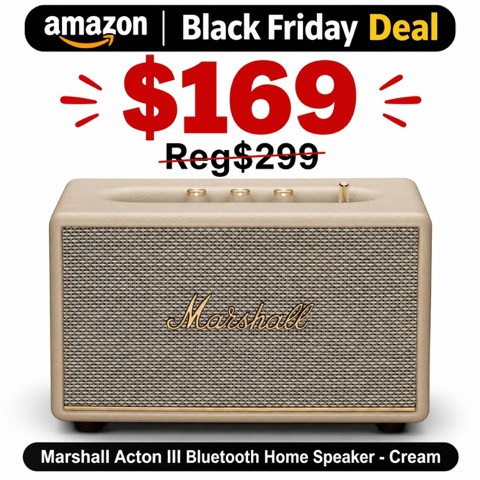 amazon | Black Friday Deal
$169
Reg$299
Marshall
Marshall Acton III Bluetooth Home Speaker - Cream